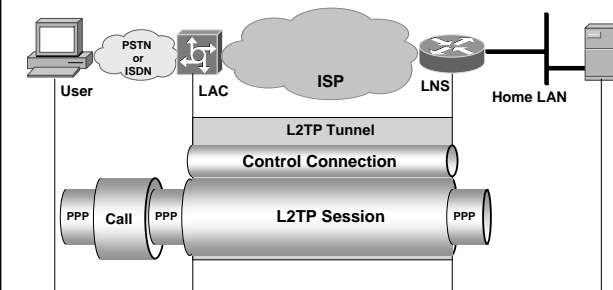 PSTN
or
ISDN
User
LAC
ISP
LNS
Home LAN
L2TP Tunnel
Control Connection
PPP
Call
PPP
L2TP Session
PPP